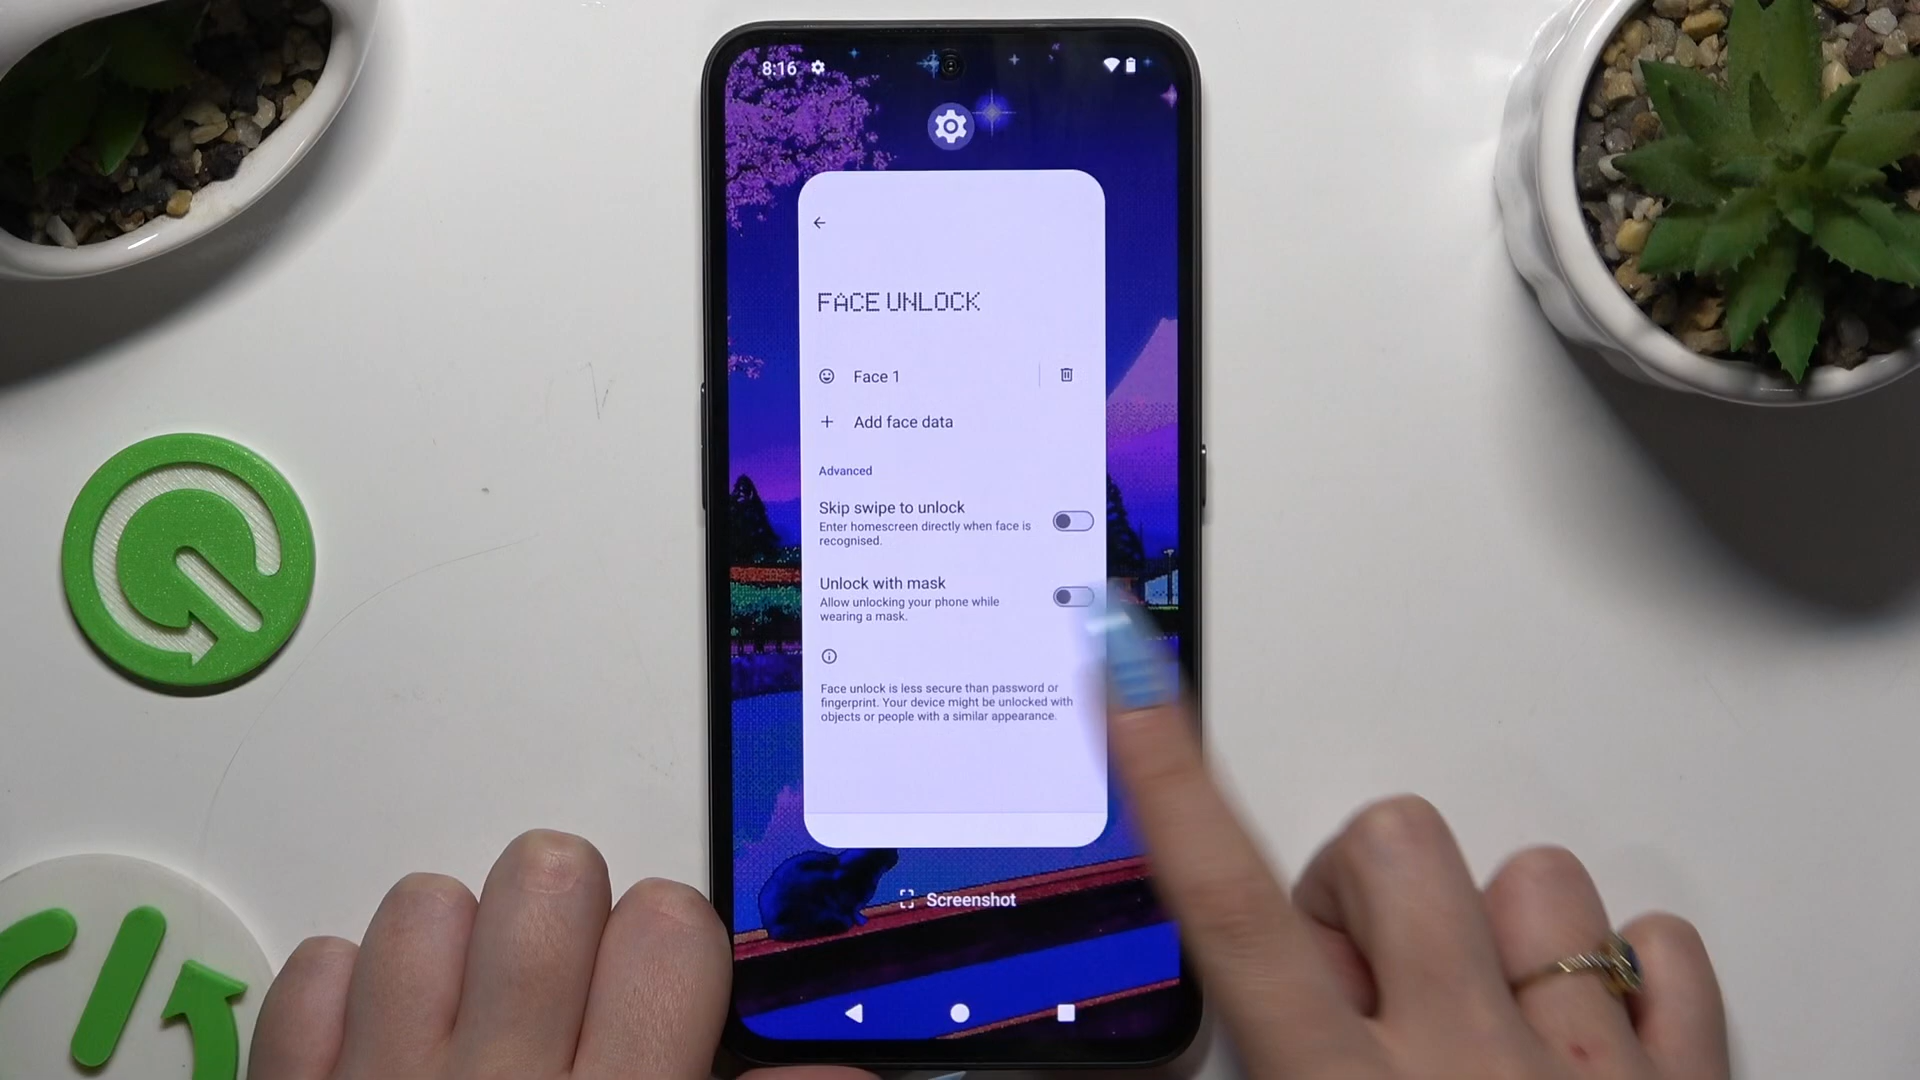 8:16
FACE UNLOCK
Face 1
Add face data
Advanced
Skip swipe to unlock
Enter homescreen directly when face is
recognised.
Unlock with mask
Allow unlocking your phone while
wearing a mask.
Face unlock is less secure than password or
fingerprint. Your device might be unlocked with
objects or people with a similar appearance.
Screenshot